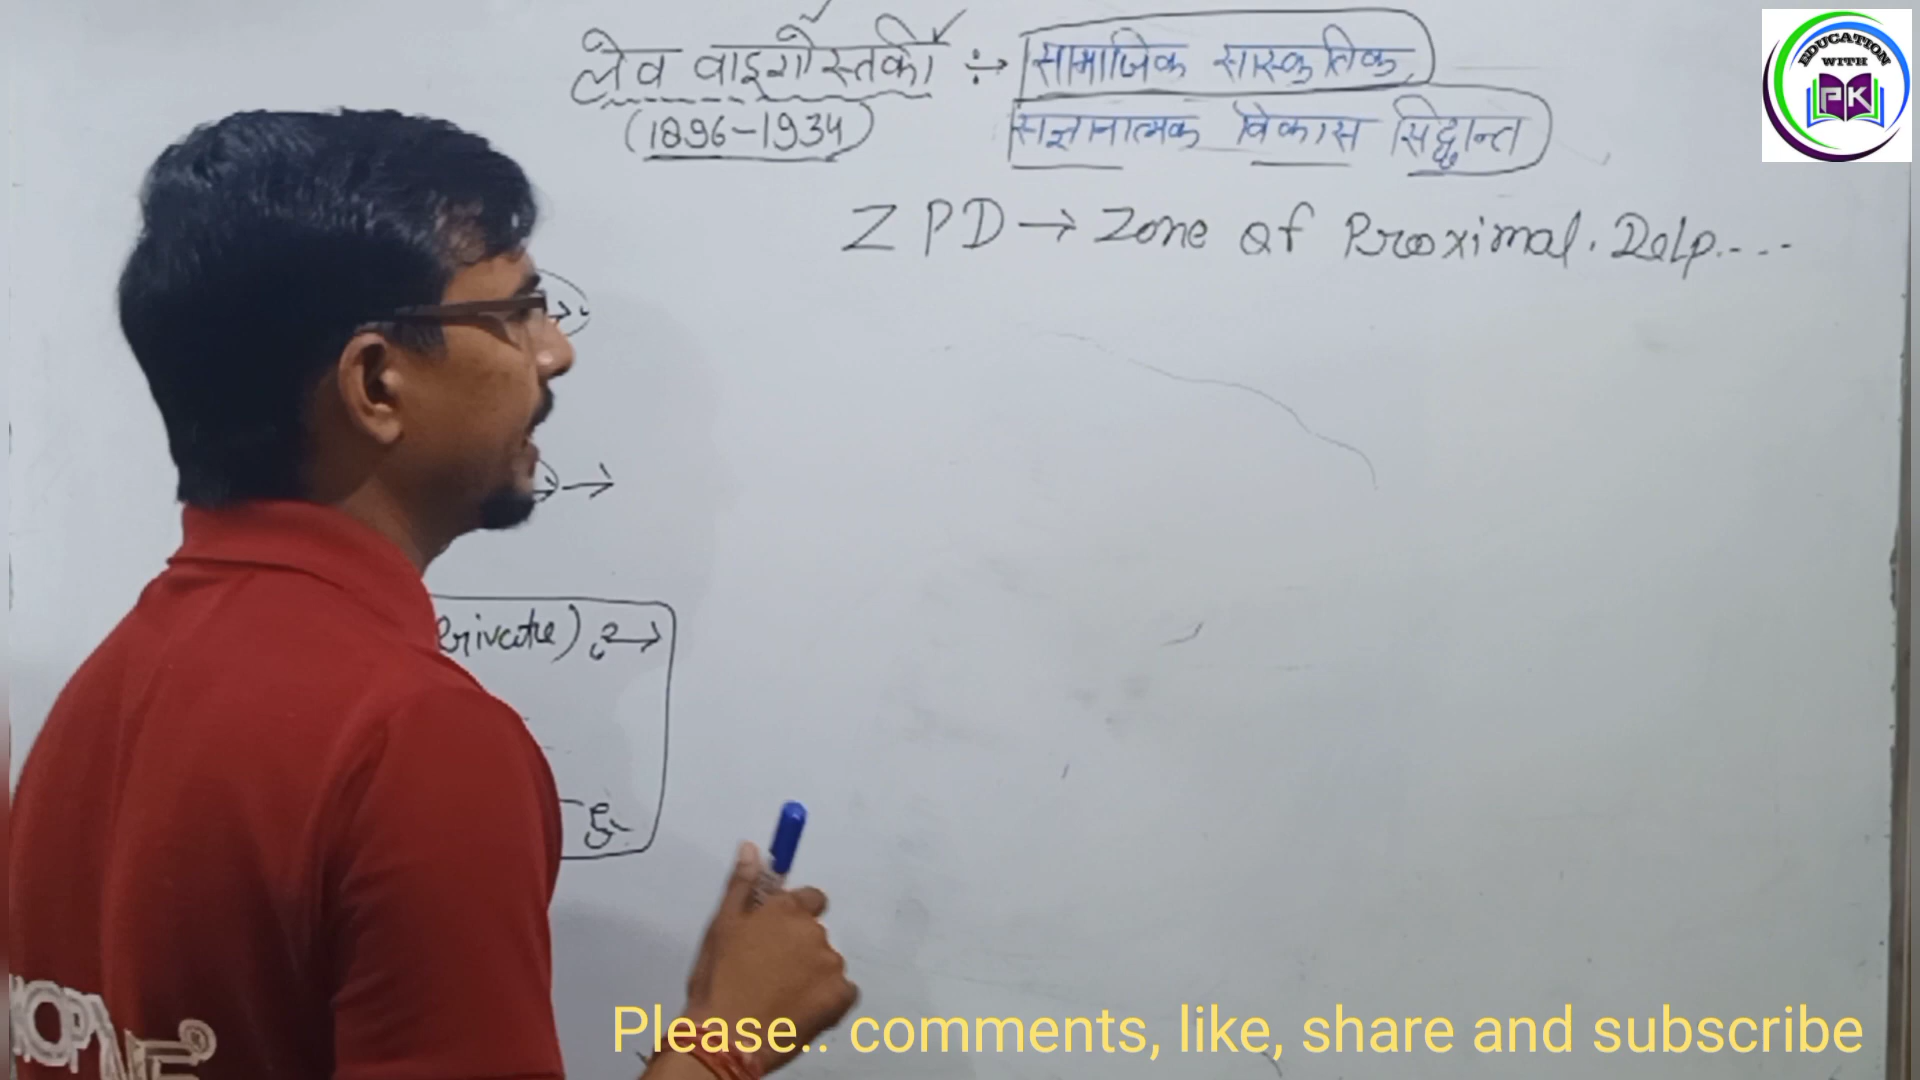 लेव वाइगोस्तकी ÷→ सामाजिक सांस्कृतिक
(1896-1934) संज्ञानात्मक विकास सिद्धान्त
ZPD → Zone of Proximal. Delp....
Private)
Please.. comments, like, share and subscribe
EDUCATION
WITH
PK